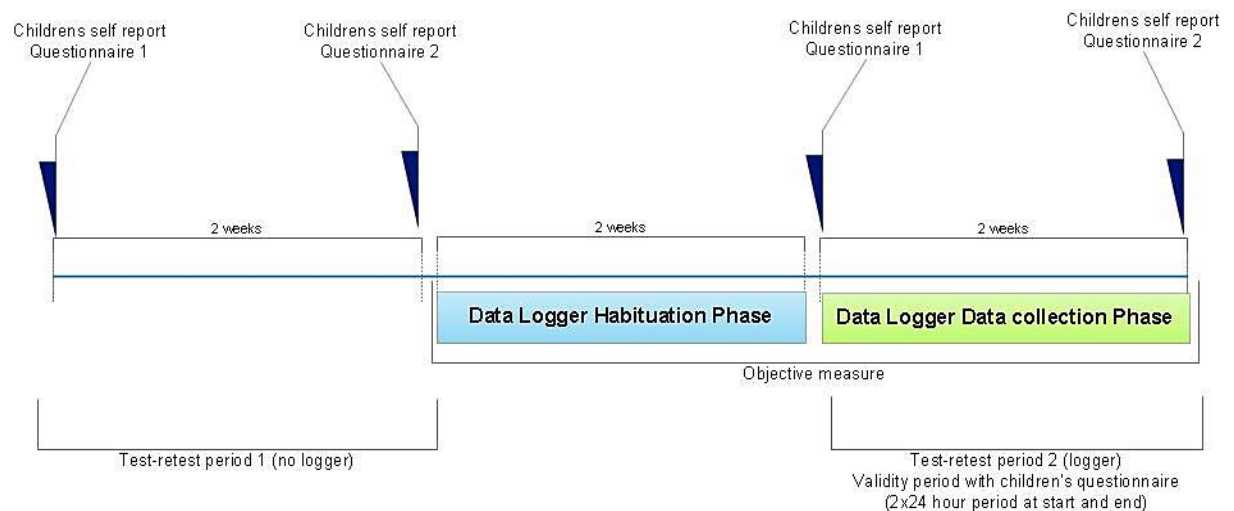 Childrens self report
Questionnaire 1
Childrens self report
Questionnaire 2
Childrens self report
Questionnaire 1
Childrens self report
Questionnaire 2
2 weeks
2 weeks
2 weeks
Data Logger Habituation Phase
Data Logger Data collection Phase
Objective measure
Test-retest period 1 (no logger)
Test-retest period 2 (logger)
Validity period with children's questionnaire
(2x24 hour period at start and end)